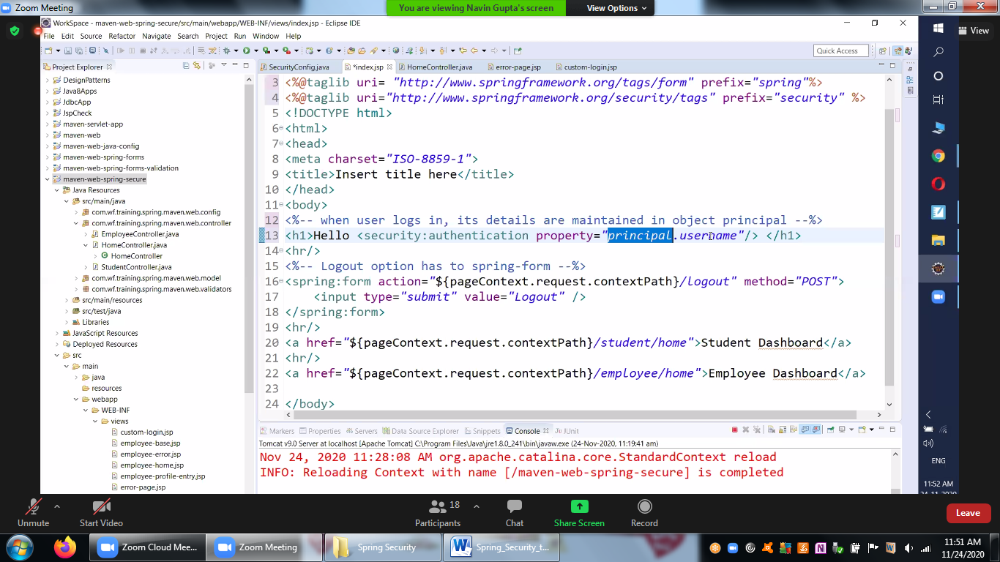 Zoom Meeting
You are viewing Navin Gupta's screen
View Options
View
WorkSpace - maven-web-spring-secure/src/main/webapp/WEB-INF/views/index.jsp - Eclipse IDE
File Edit Source Refactor Navigate Search Project Run Window Help
Quick Access
Project Explorer
SecurityConfig.java *index.jsp HomeController.java error-page.jsp custom-login.jsp
DesignPatterns
Java8Apps
JdbcApp
JspCheck
maven-servlet-app
maven-web
maven-web-java-config
maven-web-spring-forms
maven-web-spring-forms-validation
maven-web-spring-secure
Java Resources
src/main/java
com.wf.training.spring.maven.web.config
com.wf.training.spring.maven.web.controller
EmployeeController.java
HomeController.java
HomeController
StudentController.java
com.wf.training.spring.maven.web.model
com.wf.training.spring.maven.web.validators
src/main/resources
src/test/java
Libraries
JavaScript Resources
Deployed Resources
src
main
java
resources
webapp
WEB-INF
views
custom-login.jsp
employee-base.jsp
employee-error.jsp
employee-home.jsp
employee-profile-entry.jsp
error-page.jsp
3 <%@taglib uri= "http://www.springframework.org/tags/form" prefix="spring"%>
4 <%@taglib uri="http://www.springframework.org/security/tags" prefix="security" %>
5 <!DOCTYPE html>
6 <html>
7 <head>
8 <meta charset="ISO-8859-1">
9 <title>Insert title here</title>
10 </head>
11 <body>
12 <%-- when user logs in, its details are maintained in object principal --%>
13 <h1>Hello <security:authentication property="principal.username"/> </h1>
14 <hr/>
15 <%-- Logout option has to spring-form --%>
16 <spring:form action="${pageContext.request.contextPath}/logout" method="POST">
17 <input type="submit" value="Logout" />
18 </spring:form>
19 <hr/>
20 <a href="${pageContext.request.contextPath}/student/home">Student Dashboard</a>
21 <hr/>
22 <a href="${pageContext.request.contextPath}/employee/home">Employee Dashboard</a>
23
24 </body>
Markers Properties Servers Data Source Explorer Snippets Console JUnit
Tomcat v9.0 Server at localhost [Apache Tomcat] C:\Program Files\Java\jre1.8.0_241\bin\javaw.exe (24-Nov-2020, 11:19:41 am)
Nov 24, 2020 11:28:08 AM org.apache.catalina.core.StandardContext reload
INFO: Reloading Context with name [/maven-web-spring-secure] is completed
ENG
11:52 AM
Unmute
Start Video
18
Participants
Chat
Share Screen
Record
Leave
Zoom Cloud Mee...
Zoom Meeting
Spring Security
Spring_Security_t...
11:51 AM
11/24/2020